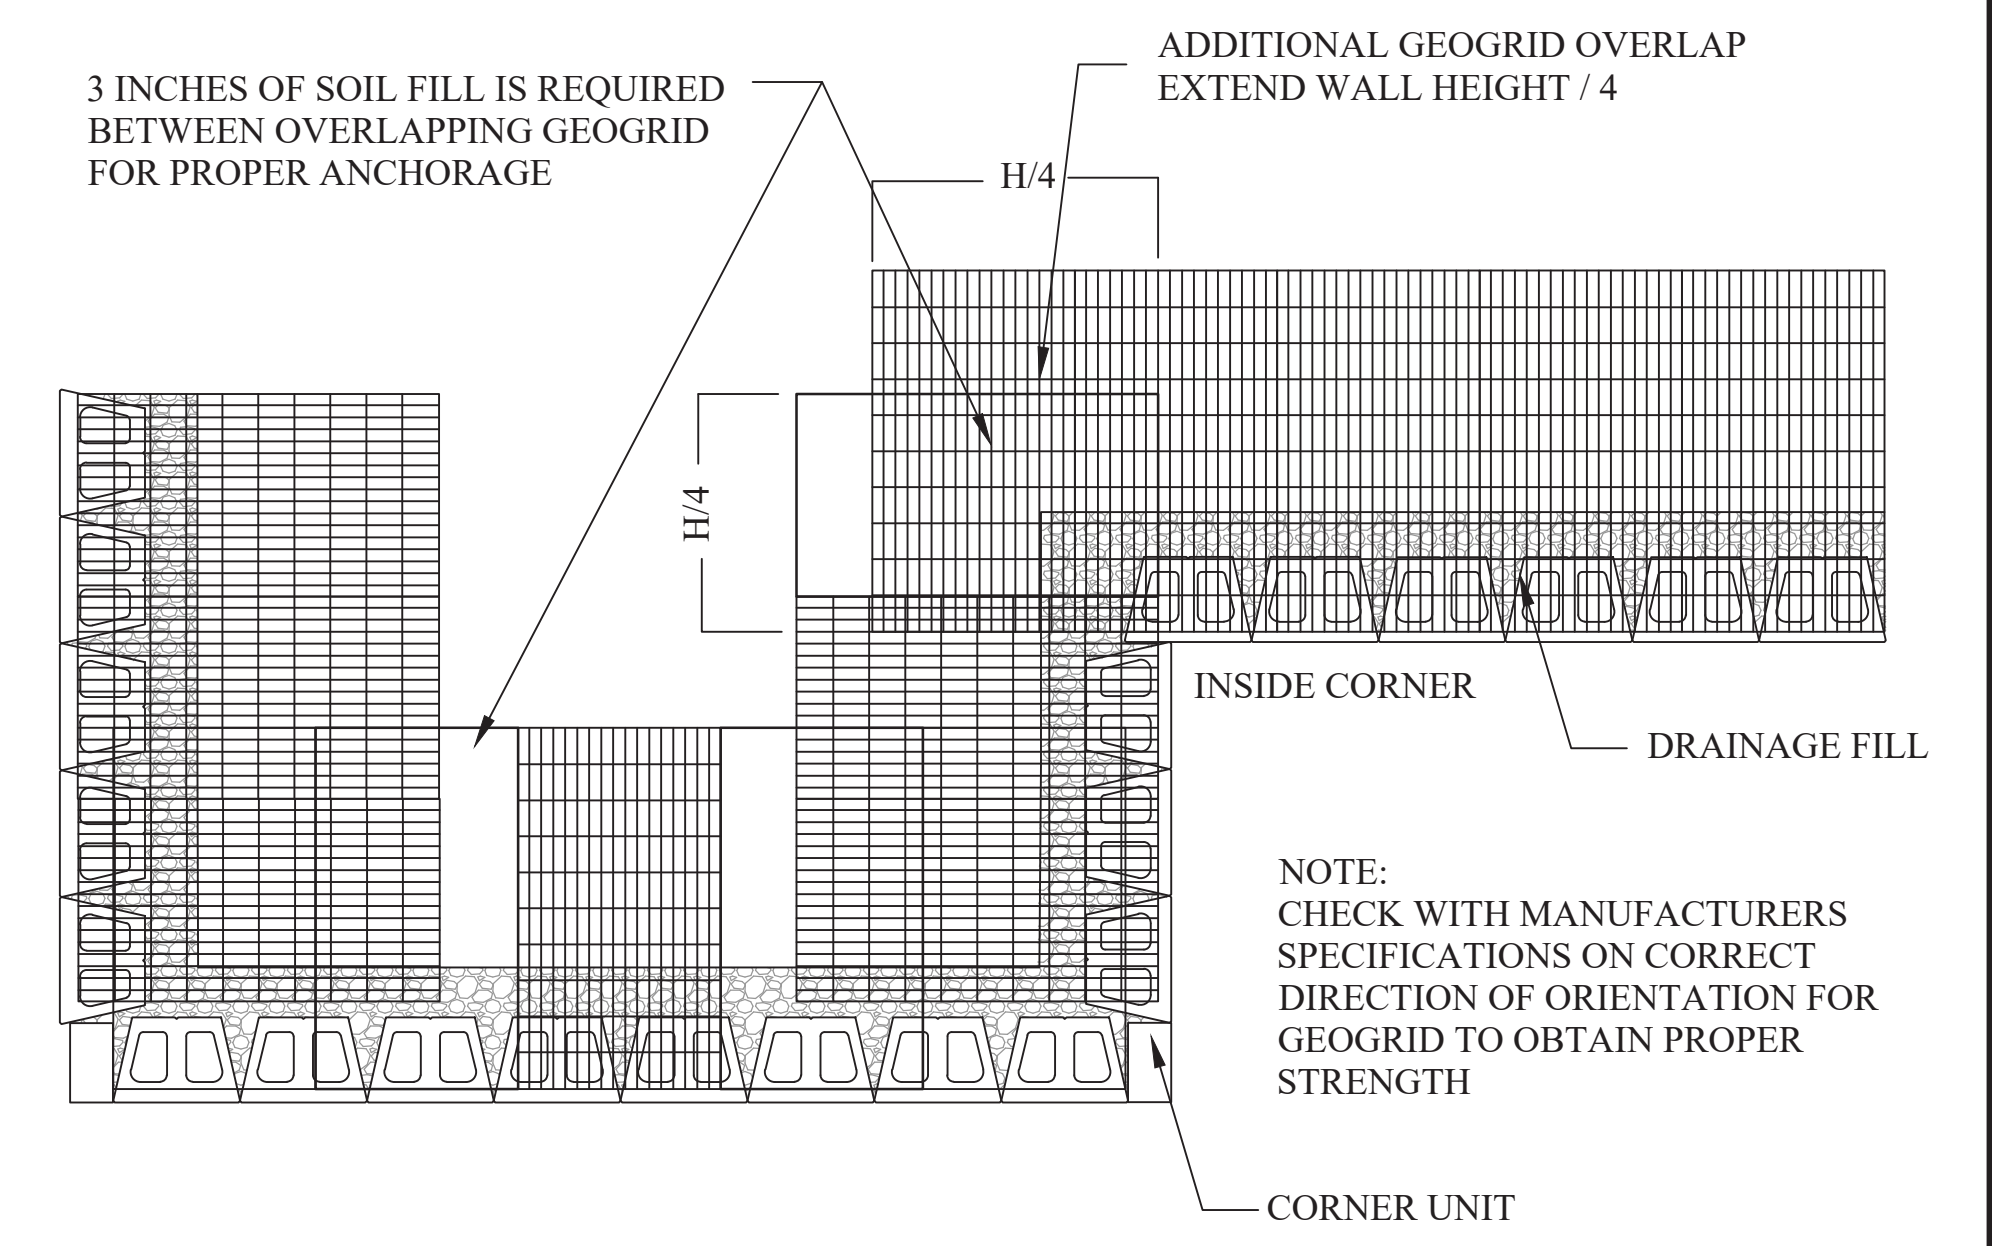 3 INCHES OF SOIL FILL IS REQUIRED
BETWEEN OVERLAPPING GEOGRID
FOR PROPER ANCHORAGE
ADDITIONAL GEOGRID OVERLAP
EXTEND WALL HEIGHT / 4
H/4
H/4
INSIDE CORNER
DRAINAGE FILL
NOTE:
CHECK WITH MANUFACTURERS
SPECIFICATIONS ON CORRECT
DIRECTION OF ORIENTATION FOR
GEOGRID TO OBTAIN PROPER
STRENGTH
CORNER UNIT